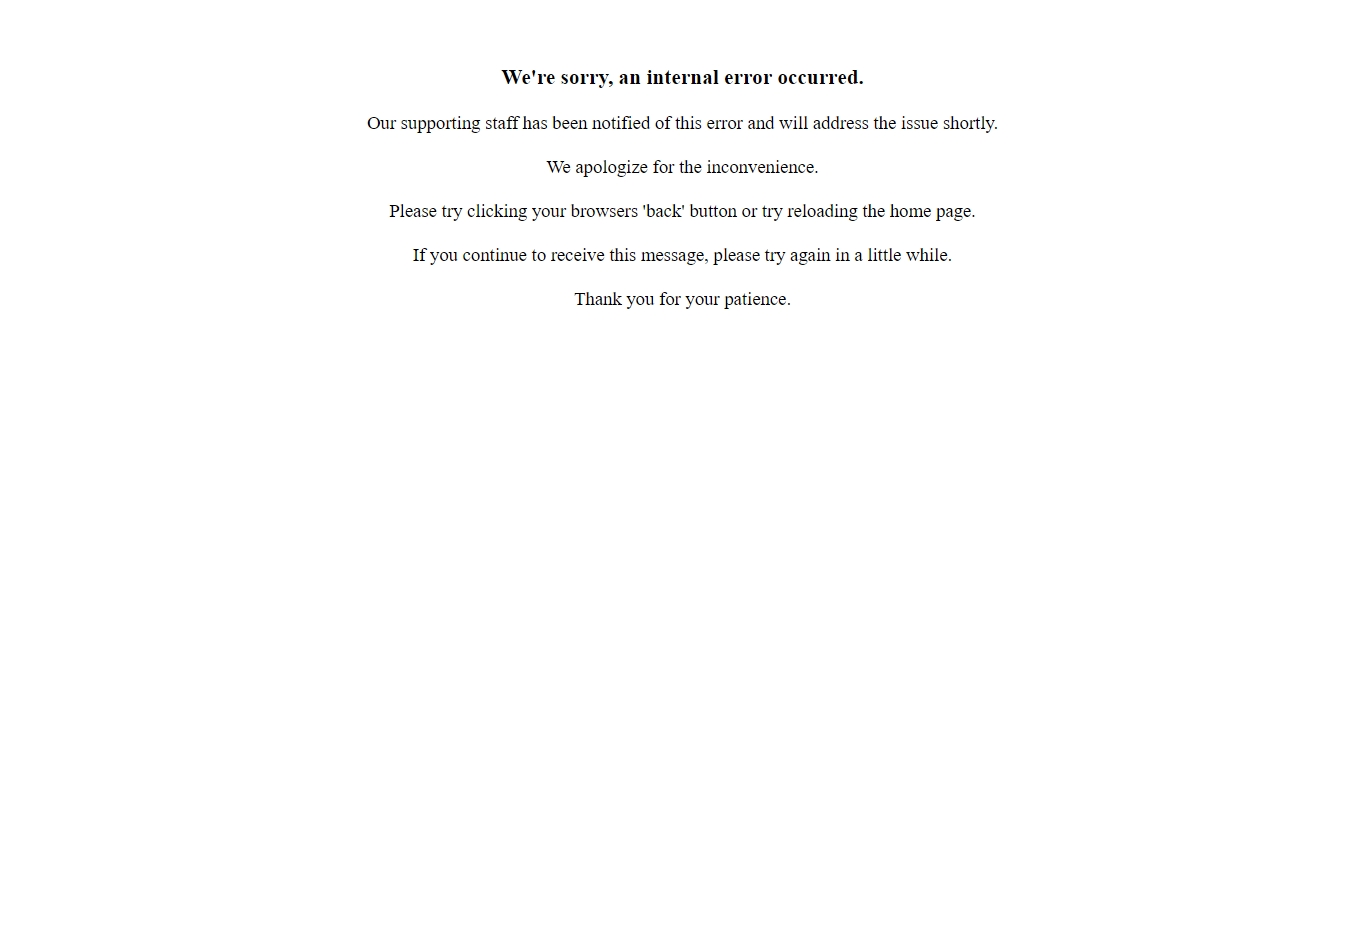 We're sorry, an internal error occurred.
Our supporting staff has been notified of this error and will address the issue shortly.
We apologize for the inconvenience.
Please try clicking your browsers 'back' button or try reloading the home page.
If you continue to receive this message, please try again in a little while.
Thank you for your patience.